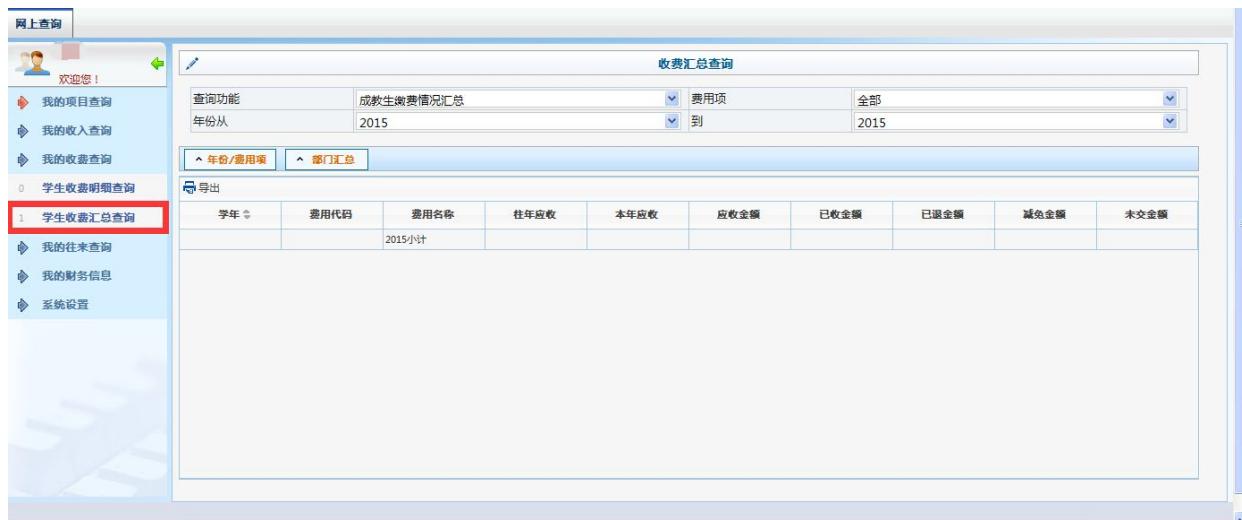 网上查询
欢迎您！
我的项目查询
我的收入查询
我的收费查询
0 学生收费明细查询
1 学生收费汇总查询
我的往来查询
我的财务信息
系统设置
收费汇总查询
查询功能 成教生缴费情况汇总 费用项 全部
年份从 2015 到 2015
年份/费用项 部门汇总
导出
学年 费用代码 费用名称 往年应收 本年应收 应收金额 已收金额 已退金额 减免金额 未交金额
2015小计